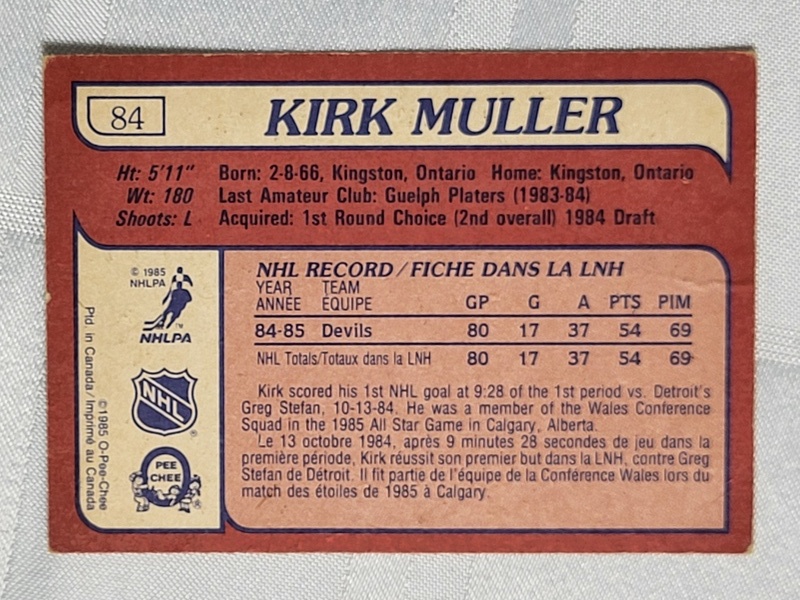 84
KIRK MULLER
Ht: 5'11" Born: 2-8-66, Kingston, Ontario Home: Kingston, Ontario
Wt: 180 Last Amateur Club: Guelph Platers (1983-84)
Shoots: L Acquired: 1st Round Choice (2nd overall) 1984 Draft
© 1985
NHLPA
™
NHLPA
NHL
®
PEE
CHEE
®
©1985 O-Pee-Chee
Ptd. in Canada/Imprimé au Canada
NHL RECORD/FICHE DANS LA LNH
YEAR TEAM
ANNÉE ÉQUIPE GP G A PTS PIM
84-85 Devils 80 17 37 54 69
NHL Totals/Totaux dans la LNH 80 17 37 54 69
Kirk scored his 1st NHL goal at 9:28 of the 1st period vs. Detroit's
Greg Stefan, 10-13-84. He was a member of the Wales Conference
Squad in the 1985 All Star Game in Calgary, Alberta.
Le 13 octobre 1984, après 9 minutes 28 secondes de jeu dans la
première période, Kirk réussit son premier but dans la LNH, contre Greg
Stefan de Détroit. Il fit partie de l'équipe de la Conférence Wales lors du
match des étoiles de 1985 à Calgary.